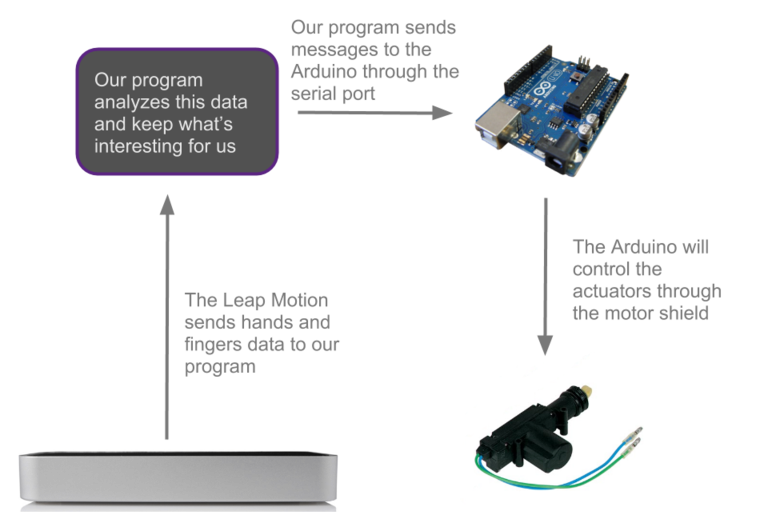 Our program sends
messages to the
Arduino through the
serial port
Our program
analyzes this data
and keep what's
interesting for us
The Arduino will
control the
actuators through
the motor shield
The Leap Motion
sends hands and
fingers data to our
program